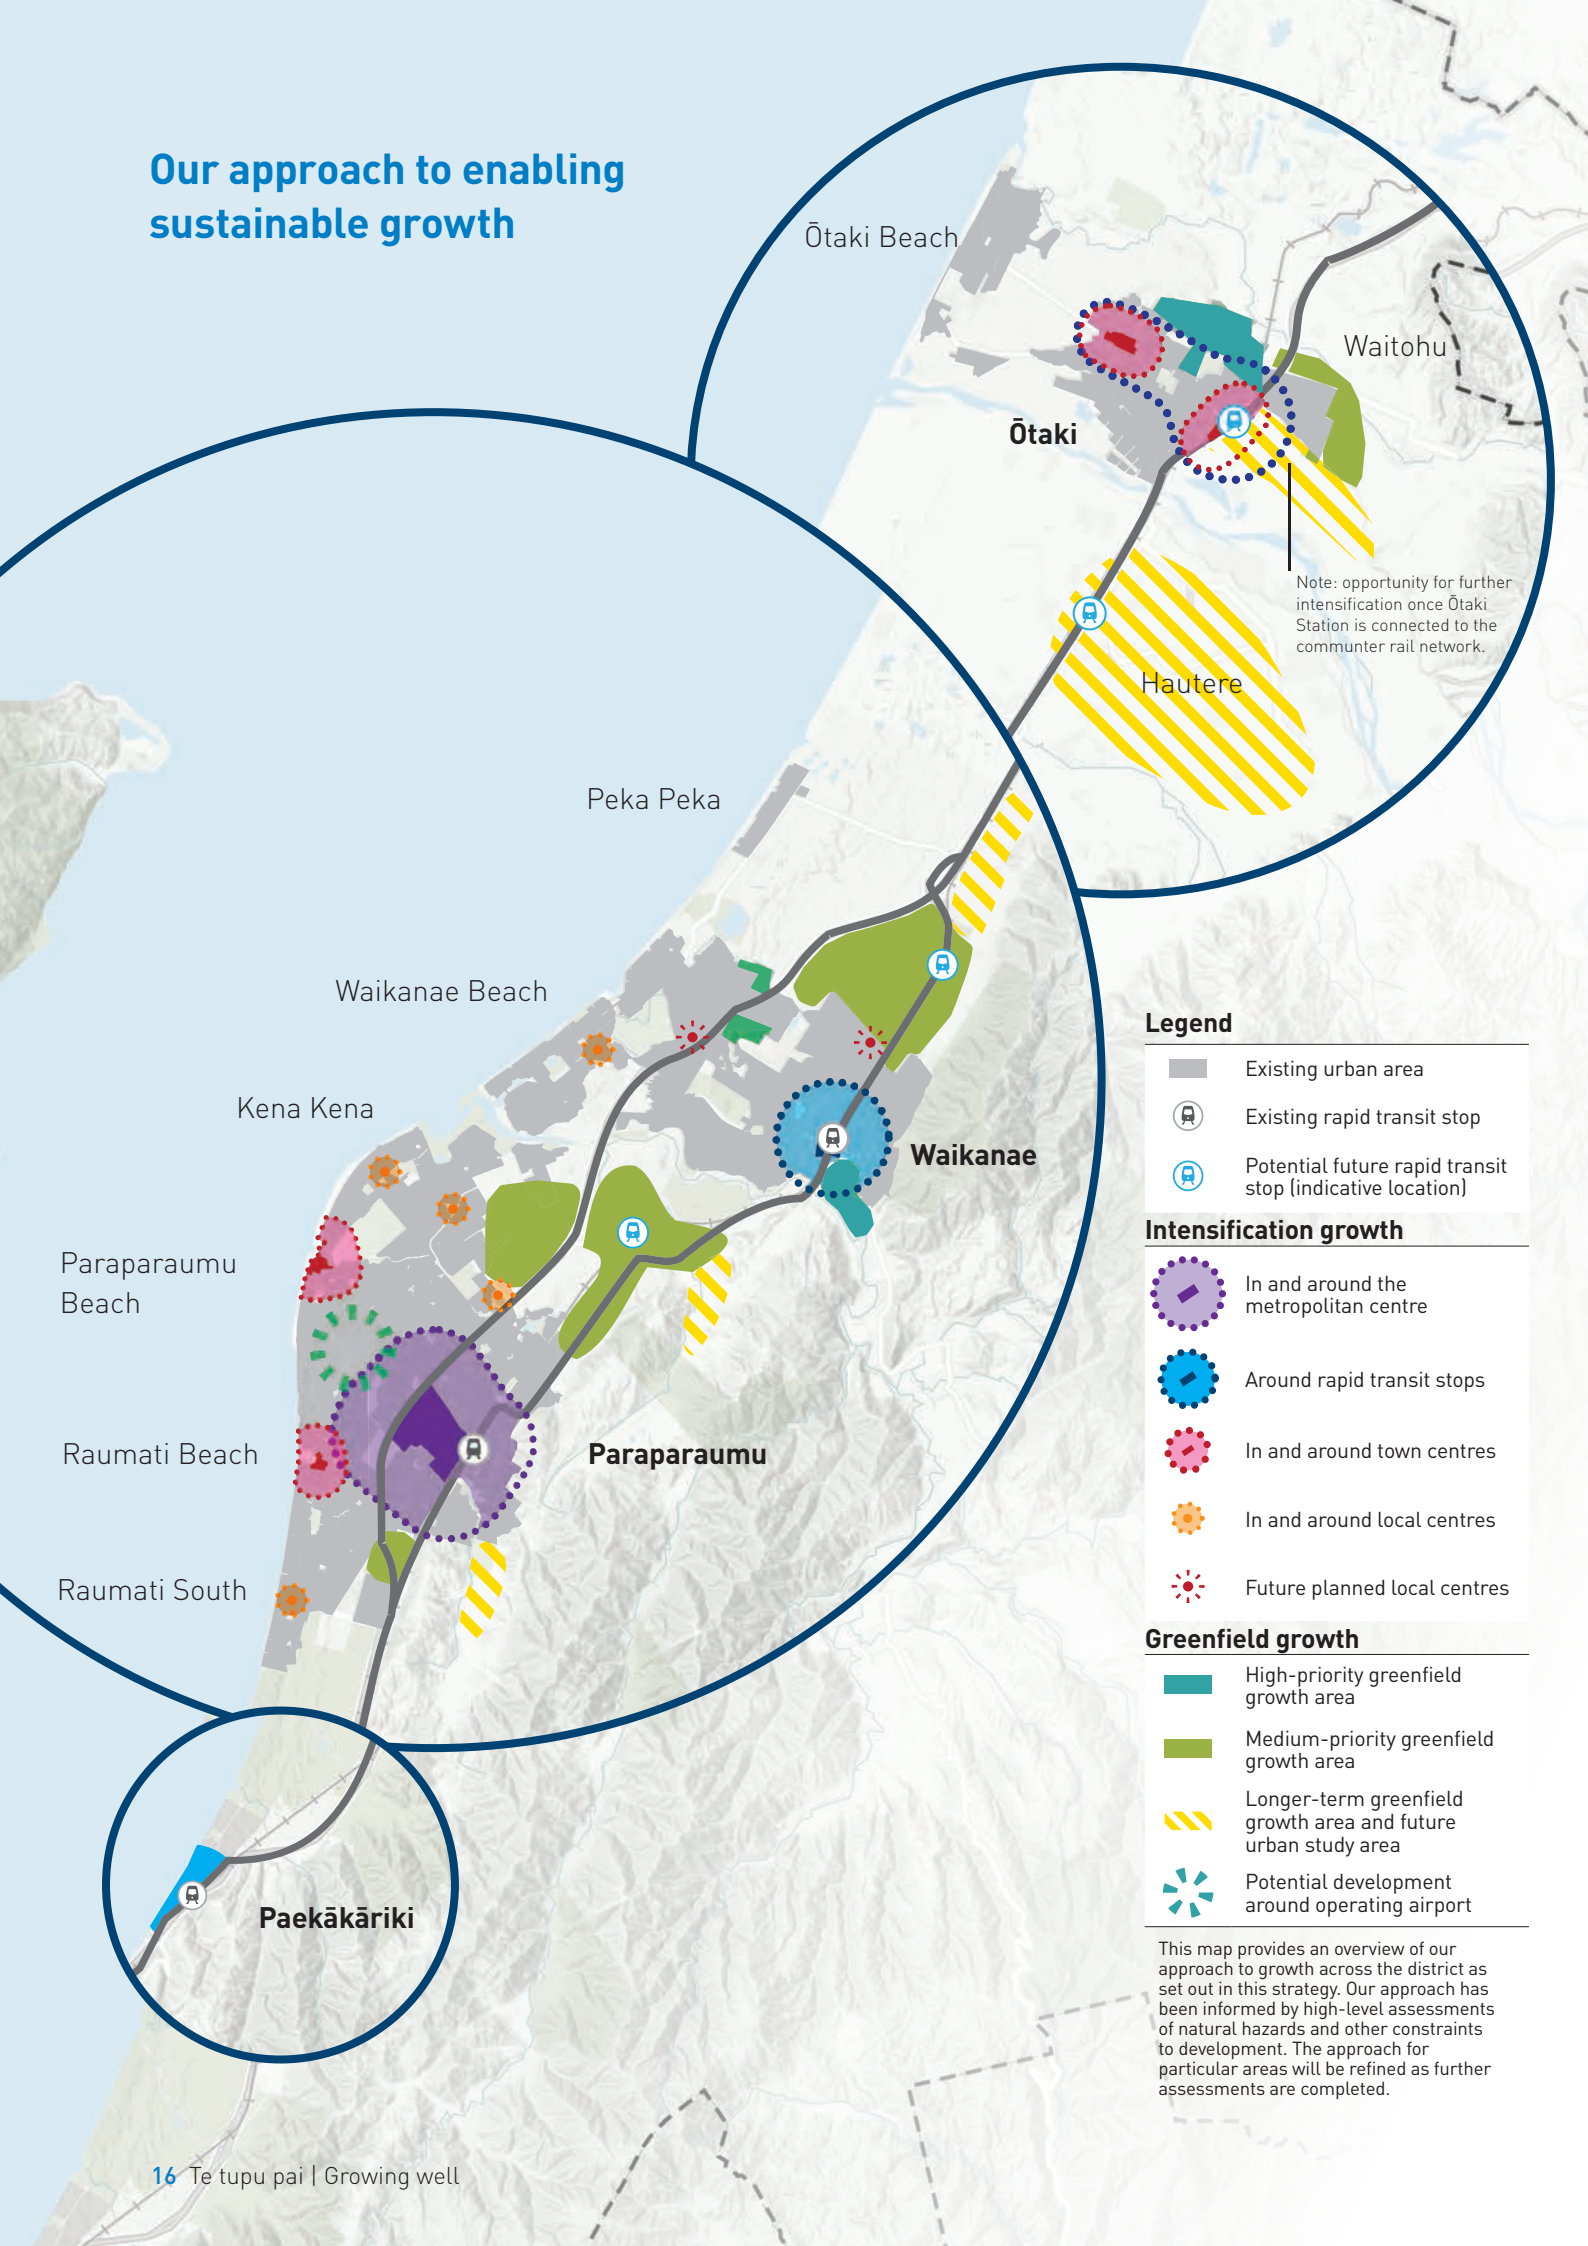 Our approach to enabling
sustainable growth
Ōtaki Beach
Waitohu
Ōtaki
Note: opportunity for further
intensification once Ōtaki
Station is connected to the
communter rail network.
Hautere
Peka Peka
Waikanae Beach
Kena Kena
Waikanae
Paraparaumu
Beach
Raumati Beach
Paraparaumu
Raumati South
Paekākāriki
Legend
Existing urban area
Existing rapid transit stop
Potential future rapid transit
stop (indicative location)
Intensification growth
In and around the
metropolitan centre
Around rapid transit stops
In and around town centres
In and around local centres
Future planned local centres
Greenfield growth
High-priority greenfield
growth area
Medium-priority greenfield
growth area
Longer-term greenfield
growth area and future
urban study area
Potential development
around operating airport
This map provides an overview of our
approach to growth across the district as
set out in this strategy. Our approach has
been informed by high-level assessments
of natural hazards and other constraints
to development. The approach for
particular areas will be refined as further
assessments are completed.
16 Te tupu pai | Growing well